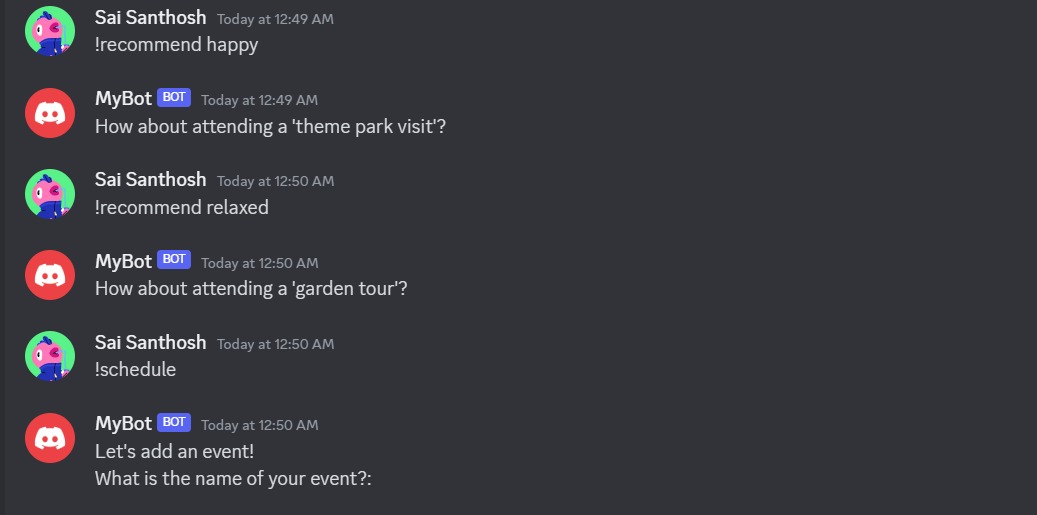 Sai Santhosh Today at 12:49 AM
!recommend happy
MyBot BOT Today at 12:49 AM
How about attending a 'theme park visit'?
Sai Santhosh Today at 12:50 AM
!recommend relaxed
MyBot BOT Today at 12:50 AM
How about attending a 'garden tour'?
Sai Santhosh Today at 12:50 AM
!schedule
MyBot BOT Today at 12:50 AM
Let's add an event!
What is the name of your event?: